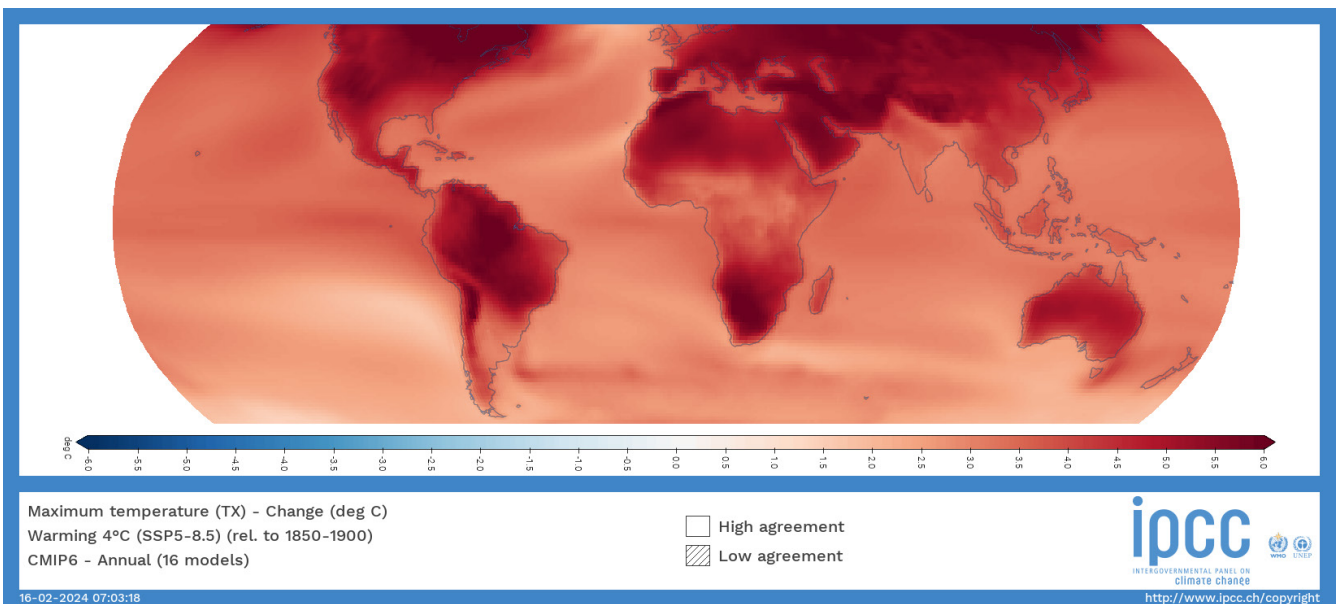 deg C
-6.0 -5.5 -5.0 -4.5 -4.0 -3.5 -3.0 -2.5 -2.0 -1.5 -1.0 -0.5 0.0 0.5 1.0 1.5 2.0 2.5 3.0 3.5 4.0 4.5 5.0 5.5 6.0
Maximum temperature (TX) - Change (deg C)
Warming 4°C (SSP5-8.5) (rel. to 1850-1900)
CMIP6 - Annual (16 models)
High agreement
Low agreement
ipcc
INTERGOVERNMENTAL PANEL ON
climate change
WMO
UNEP
16-02-2024 07:03:18
http://www.ipcc.ch/copyright